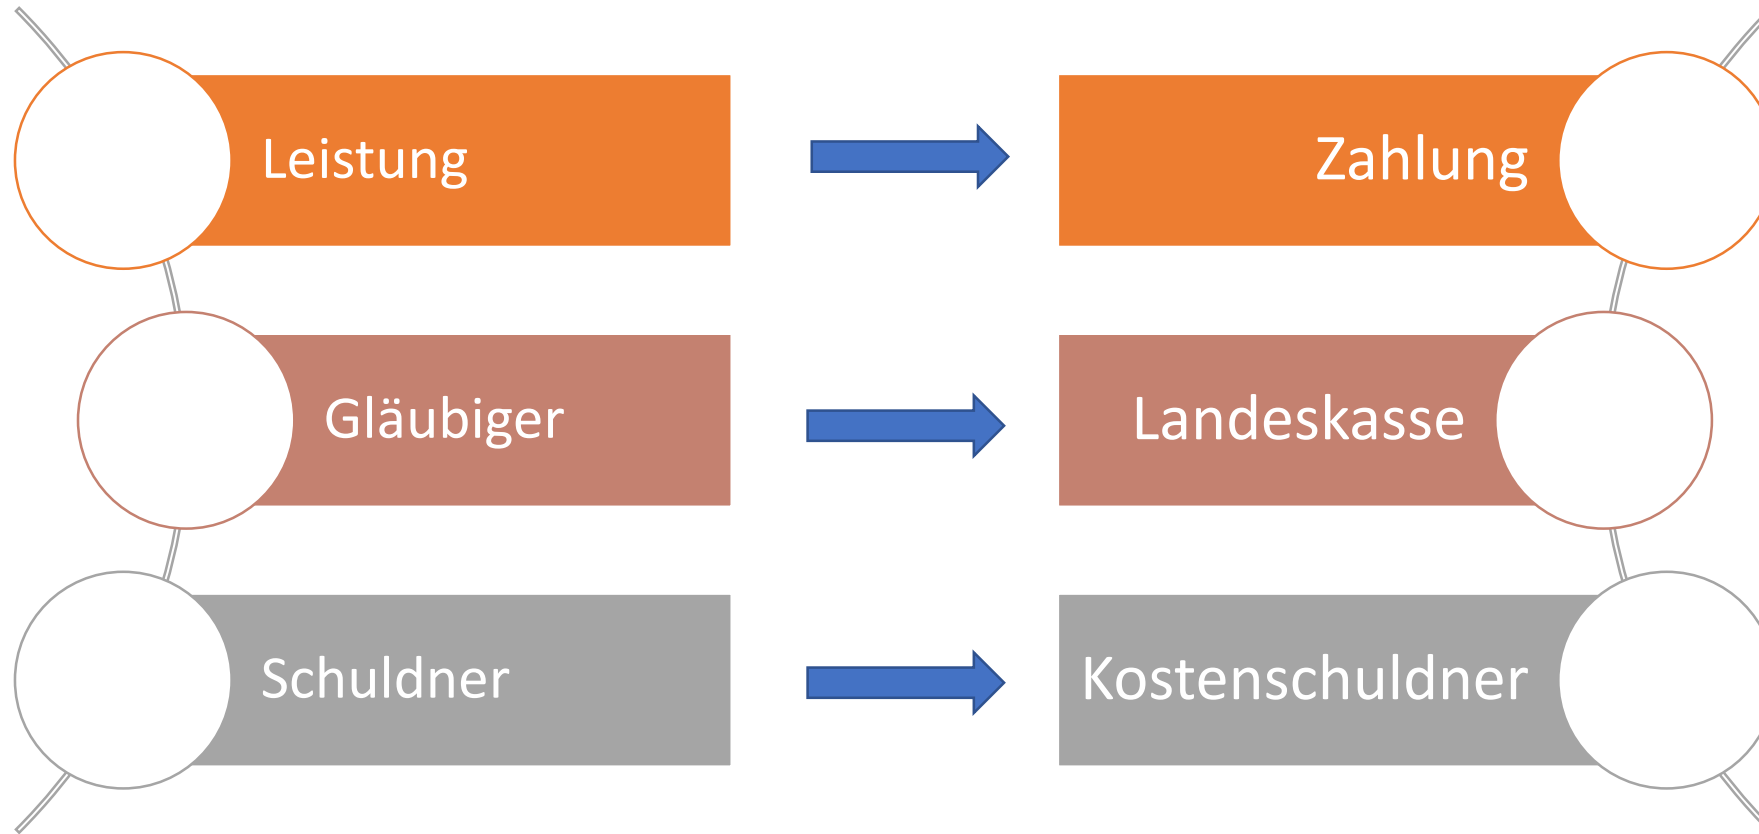 Leistung
Zahlung
Gläubiger
Landeskasse
Schuldner
Kostenschuldner